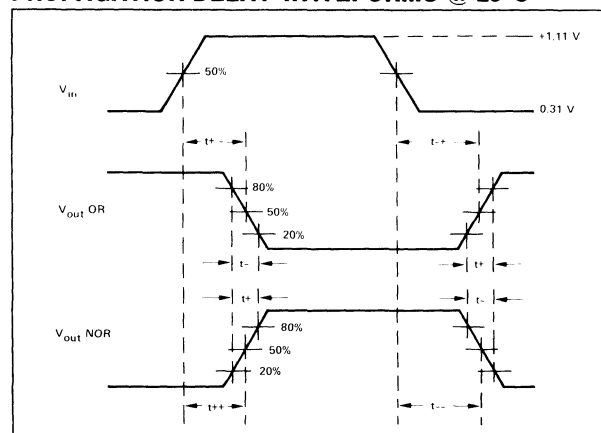 PROPAGATION DELAY WAVEFORMS @ 25°C
+1.11 V
50%
Vin
0.31 V
t+
t-+
80%
Vout OR
50%
20%
t-
t+
t+
t-
80%
Vout NOR
50%
20%
t++
t--